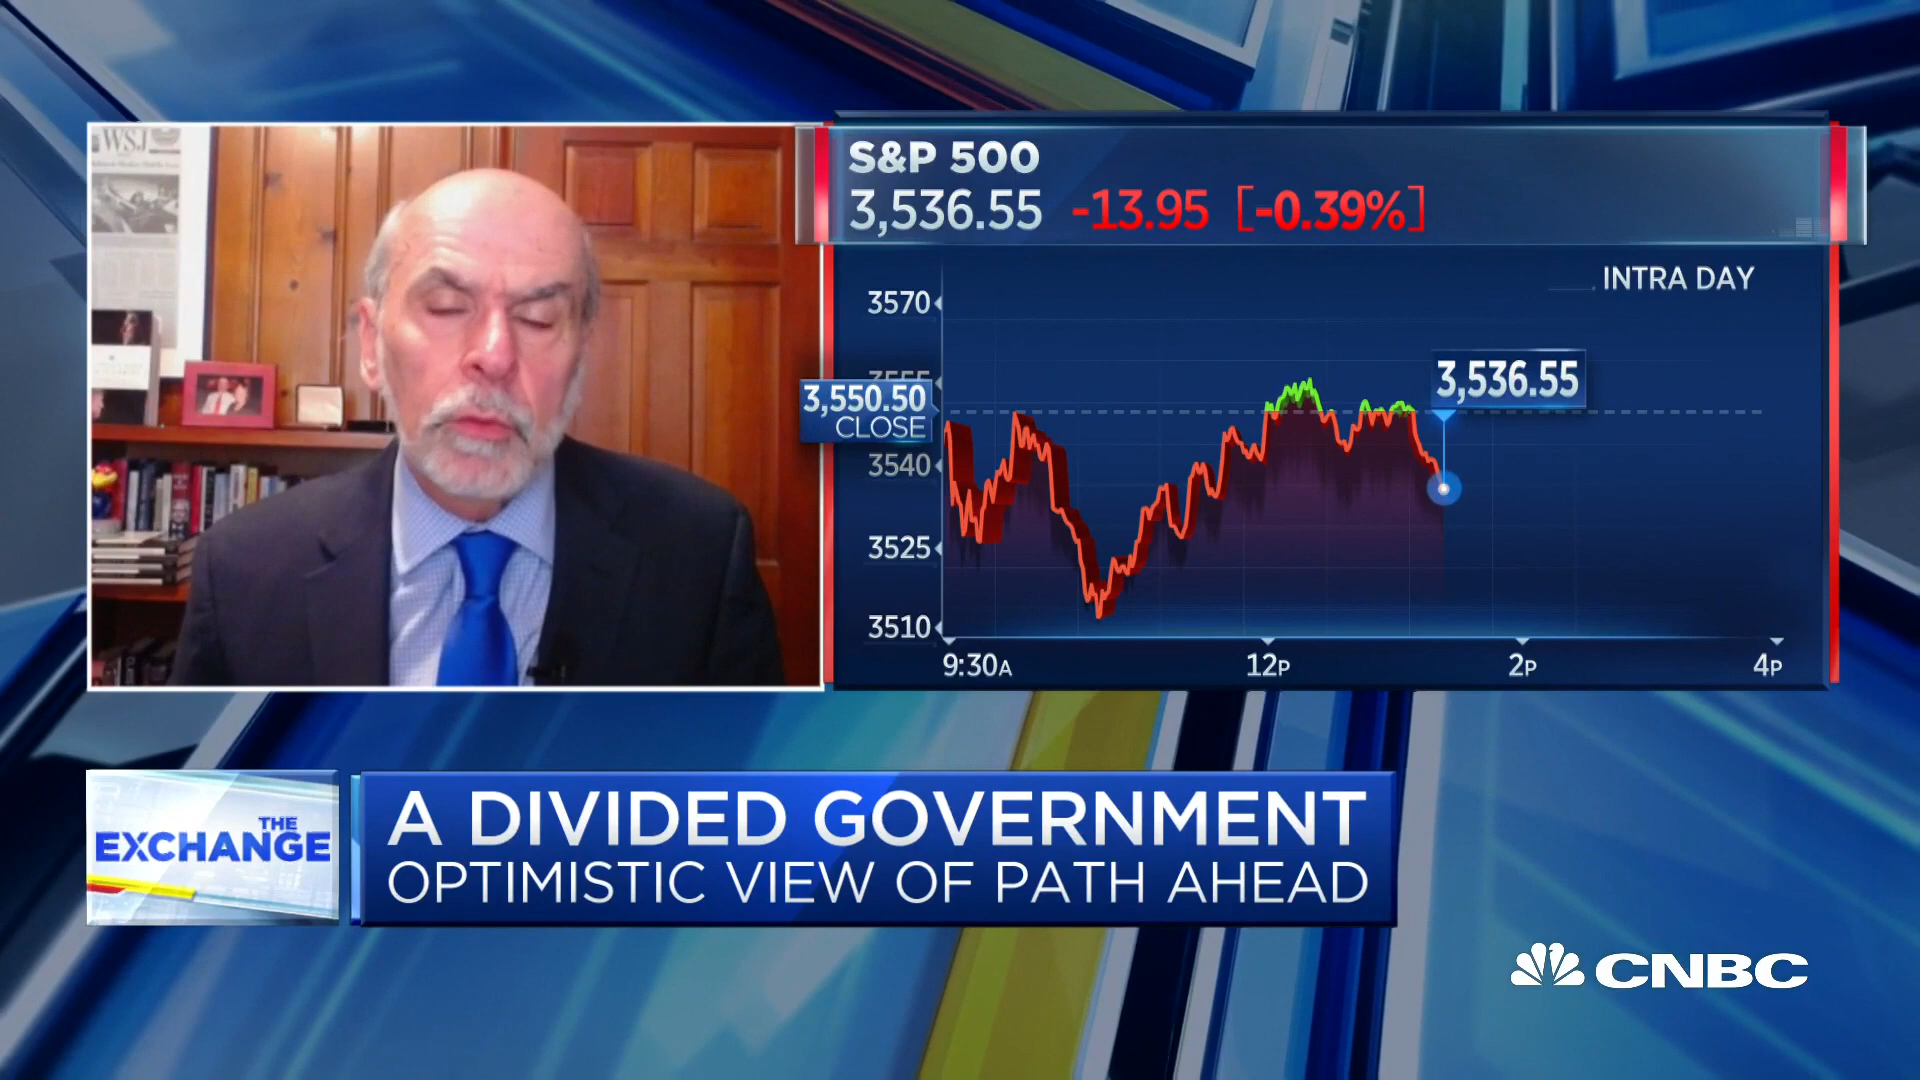 WSJ
S&P 500
3,536.55 -13.95 [-0.39%]
INTRA DAY
3570
3555
3,550.50
CLOSE
3540
3525
3510
3,536.55
9:30A 12P 2P 4P
THE
EXCHANGE
A DIVIDED GOVERNMENT
OPTIMISTIC VIEW OF PATH AHEAD
CNBC